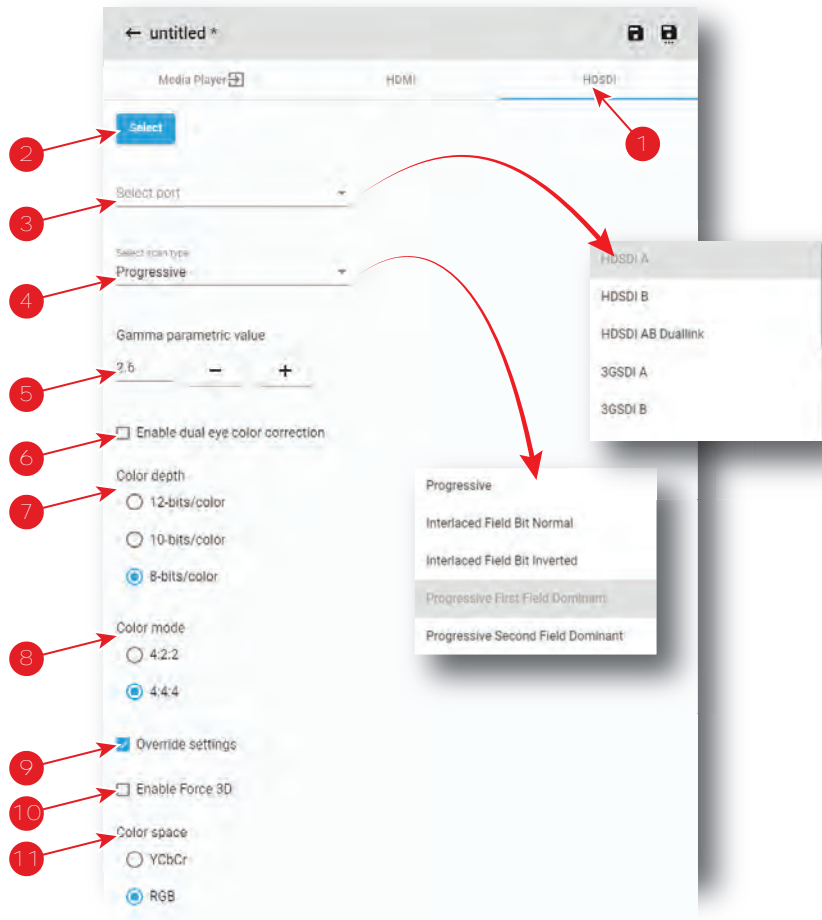 untitled *
Media Player HDMI HDSDI
1
Select
2
Select port
3
Select scan type
Progressive
4
HDSDI A
HDSDI B
HDSDI AB Duallink
3GSDI A
3GSDI B
Gamma parametric value
2.6 − +
5
Enable dual eye color correction
6
Color depth
7
12-bits/color
10-bits/color
8-bits/color
Progressive
Interlaced Field Bit Normal
Interlaced Field Bit Inverted
Progressive First Field Dominant
Progressive Second Field Dominant
Color mode
8
4:2:2
4:4:4
Override settings
9
Enable Force 3D
10
Color space
11
YCbCr
RGB